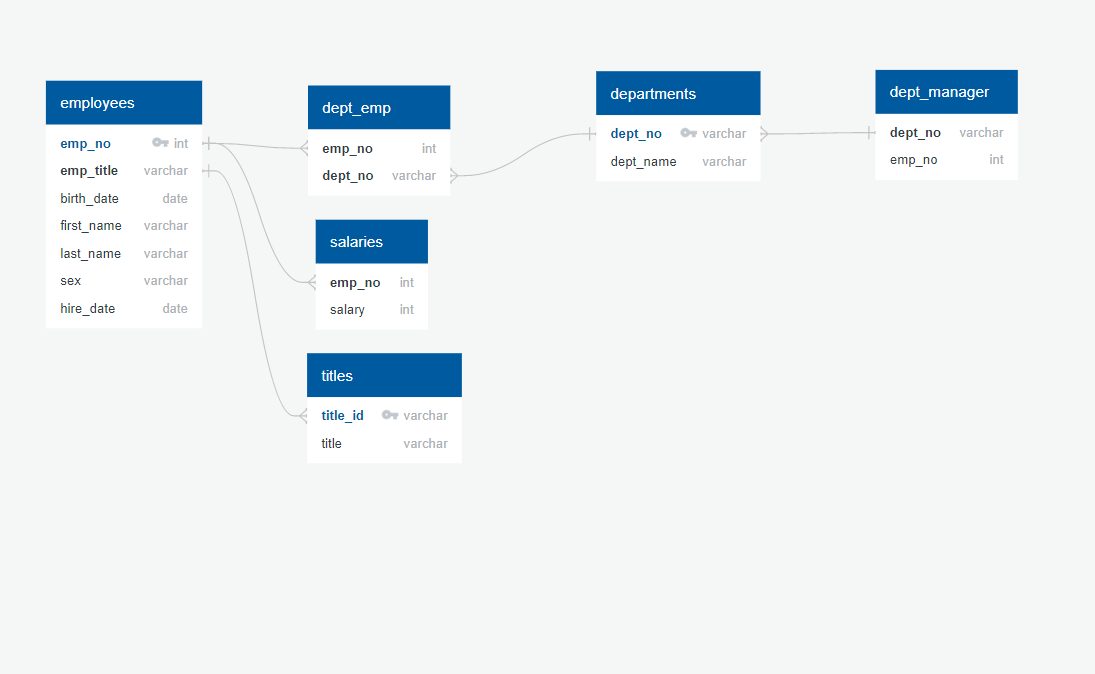 employees
emp_no int
emp_title varchar
birth_date date
first_name varchar
last_name varchar
sex varchar
hire_date date
dept_emp
emp_no int
dept_no varchar
salaries
emp_no int
salary int
titles
title_id varchar
title varchar
departments
dept_no varchar
dept_name varchar
dept_manager
dept_no varchar
emp_no int